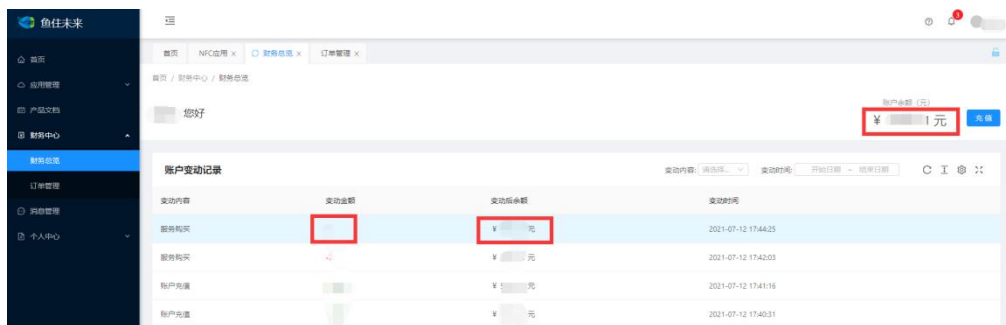 鱼住未来
3
首页 NFC应用 × 财务总览 × 订单管理 ×
首页
应用管理
产品文档
财务中心
财务总览
订单管理
消息管理
个人中心
首页 / 财务中心 / 财务总览
您好
账户余额（元）
¥ 1 元
充值
账户变动记录
变动内容: 请选择... 变动时间: 开始日期 ~ 结束日期
变动内容 变动金额 变动后余额 变动时间
服务购买 ¥ 元 2021-07-12 17:44:25
服务购买 ¥ 元 2021-07-12 17:42:03
账户充值 ¥ 元 2021-07-12 17:41:16
账户充值 ¥ 元 2021-07-12 17:40:31